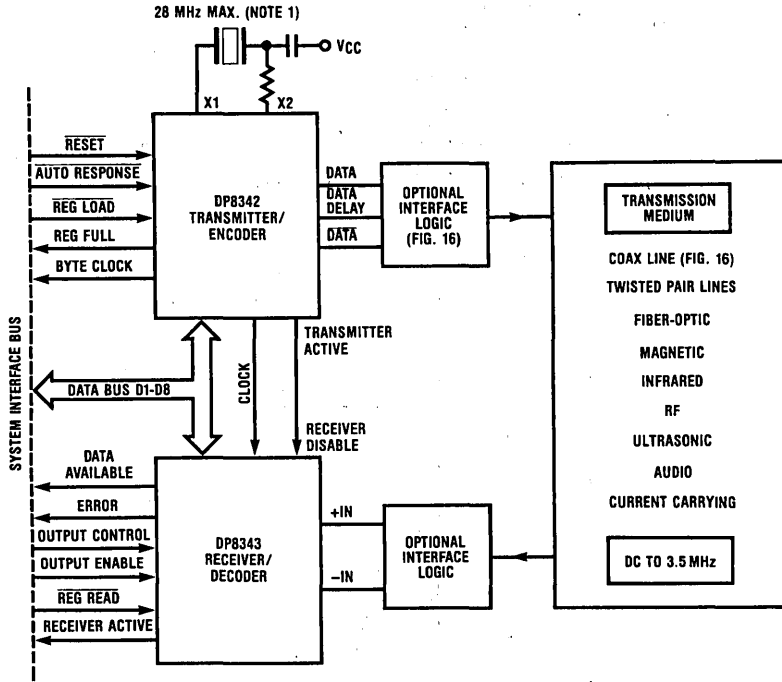 28 MHz MAX. (NOTE 1)
VCC
X1
X2
RESET
AUTO RESPONSE
REG LOAD
REG FULL
BYTE CLOCK
DP8342
TRANSMITTER/
ENCODER
DATA
DATA
DELAY
DATA
OPTIONAL
INTERFACE
LOGIC
(FIG. 16)
TRANSMISSION
MEDIUM
COAX LINE (FIG. 16)
TWISTED PAIR LINES
FIBER-OPTIC
MAGNETIC
INFRARED
RF
ULTRASONIC
AUDIO
CURRENT CARRYING
DC TO 3.5 MHz
SYSTEM INTERFACE BUS
DATA BUS D1-D8
CLOCK
TRANSMITTER
ACTIVE
RECEIVER
DISABLE
DATA
AVAILABLE
ERROR
OUTPUT CONTROL
OUTPUT ENABLE
REG READ
RECEIVER ACTIVE
DP8343
RECEIVER/
DECODER
+IN
−IN
OPTIONAL
INTERFACE
LOGIC